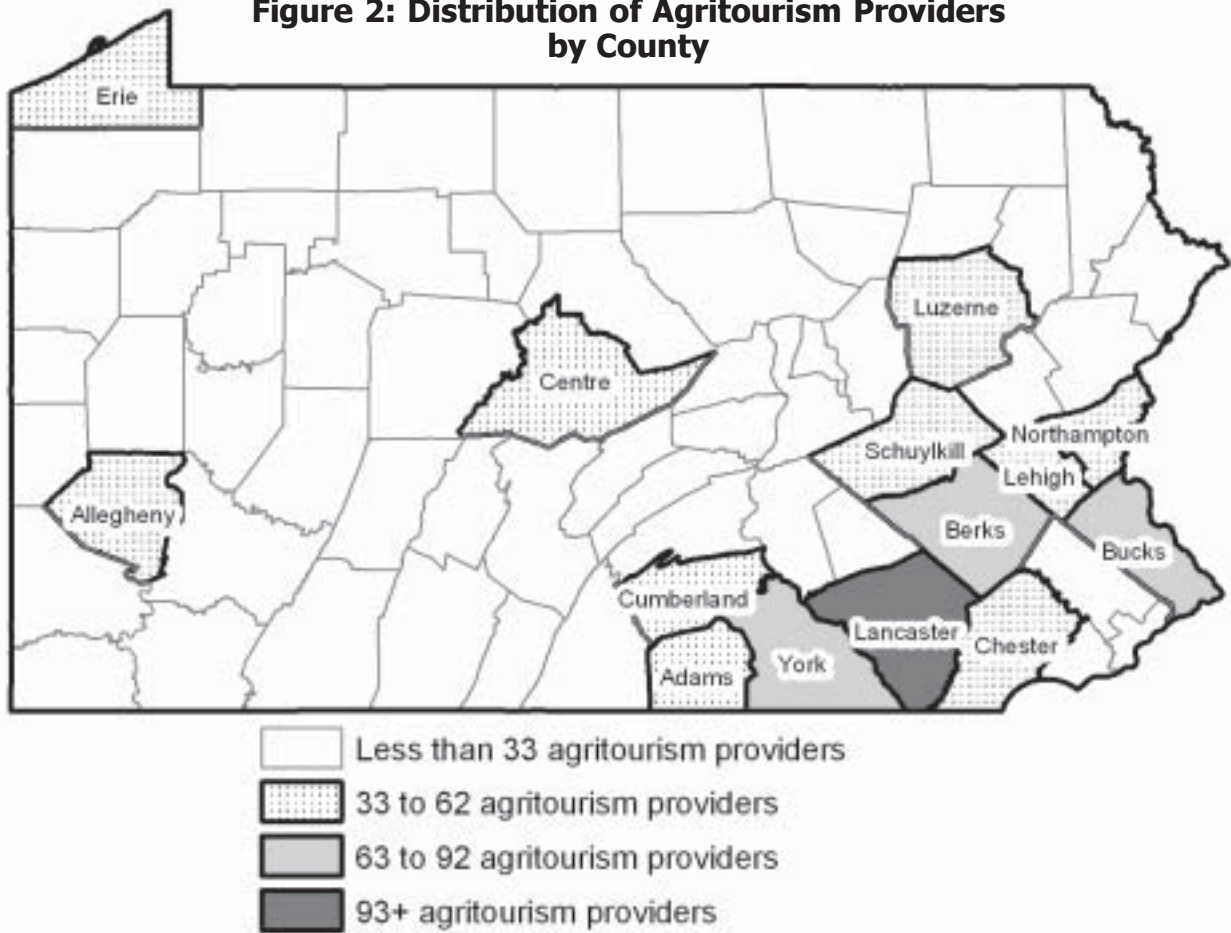 Figure 2: Distribution of Agritourism Providers
by County
Erie
Luzerne
Centre
Northampton
Schuylkill
Lehigh
Allegheny
Berks
Bucks
Cumberland
Lancaster
Chester
York
Adams
Less than 33 agritourism providers
33 to 62 agritourism providers
63 to 92 agritourism providers
93+ agritourism providers